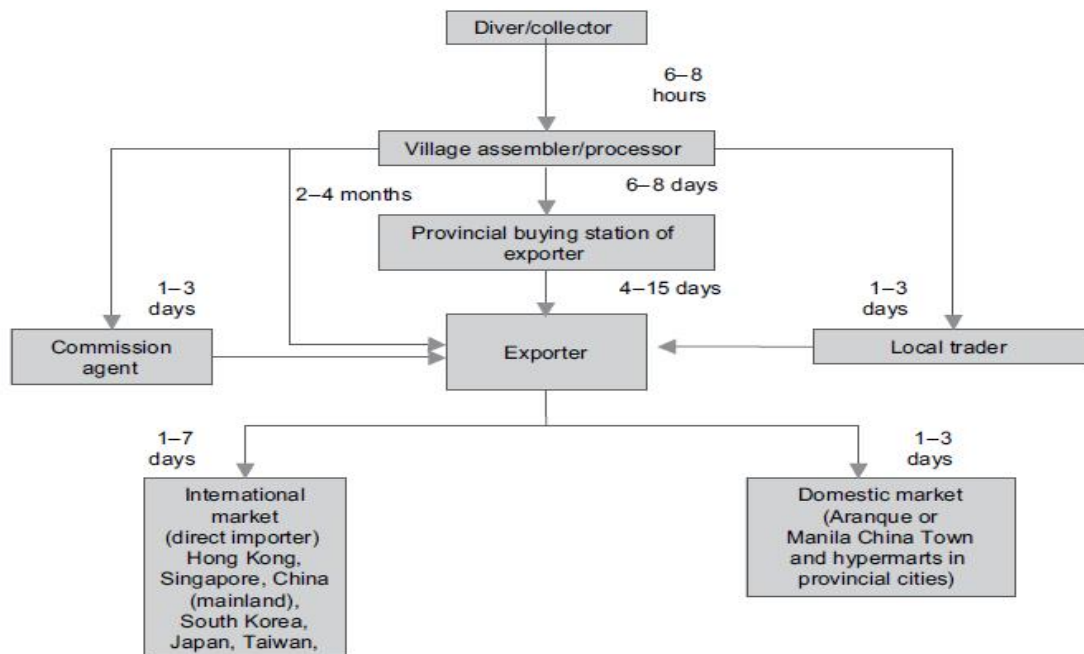 Diver/collector
6–8
hours
Village assembler/processor
2–4 months
6–8 days
Provincial buying station of
exporter
4–15 days
1–3
days
1–3
days
Commission
agent
Exporter
Local trader
1–7
days
1–3
days
International
market
(direct importer)
Hong Kong,
Singapore, China
(mainland),
South Korea,
Japan, Taiwan,
Domestic market
(Aranque or
Manila China Town
and hypermarts in
provincial cities)